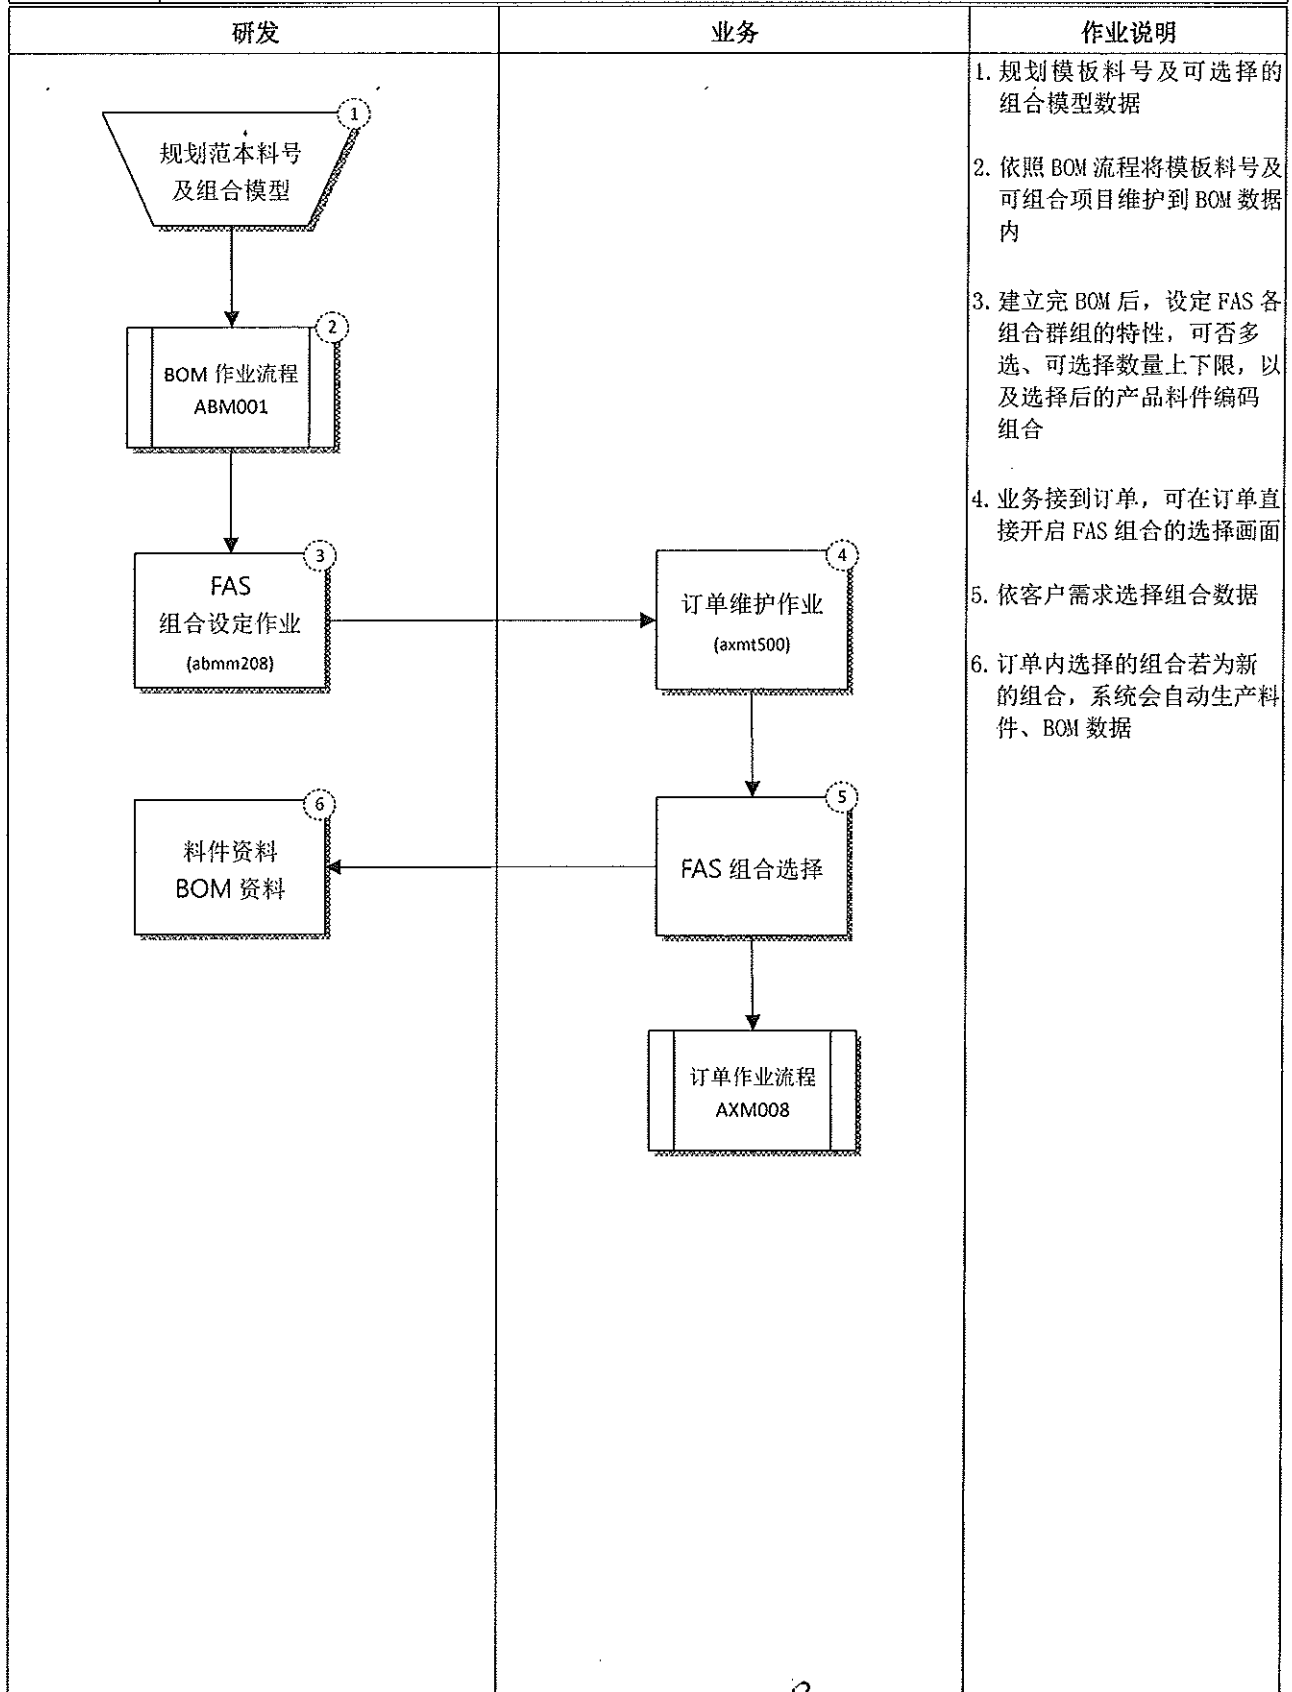 研发
业务
作业说明
1
规划范本料号
及组合模型
2
BOM 作业流程
ABM001
3
FAS
组合设定作业
(abmm208)
4
订单维护作业
(axmt500)
5
FAS 组合选择
6
料件资料
BOM 资料
订单作业流程
AXM008
1. 规划模板料号及可选择的
组合模型数据
2. 依照 BOM 流程将模板料号及
可组合项目维护到 BOM 数据
内
3. 建立完 BOM 后，设定 FAS 各
组合群组的特性，可否多
选、可选择数量上下限，以
及选择后的产品料件编码
组合
4. 业务接到订单，可在订单直
接开启 FAS 组合的选择画面
5. 依客户需求选择组合数据
6. 订单内选择的组合若为新
的组合，系统会自动生产料
件、BOM 数据